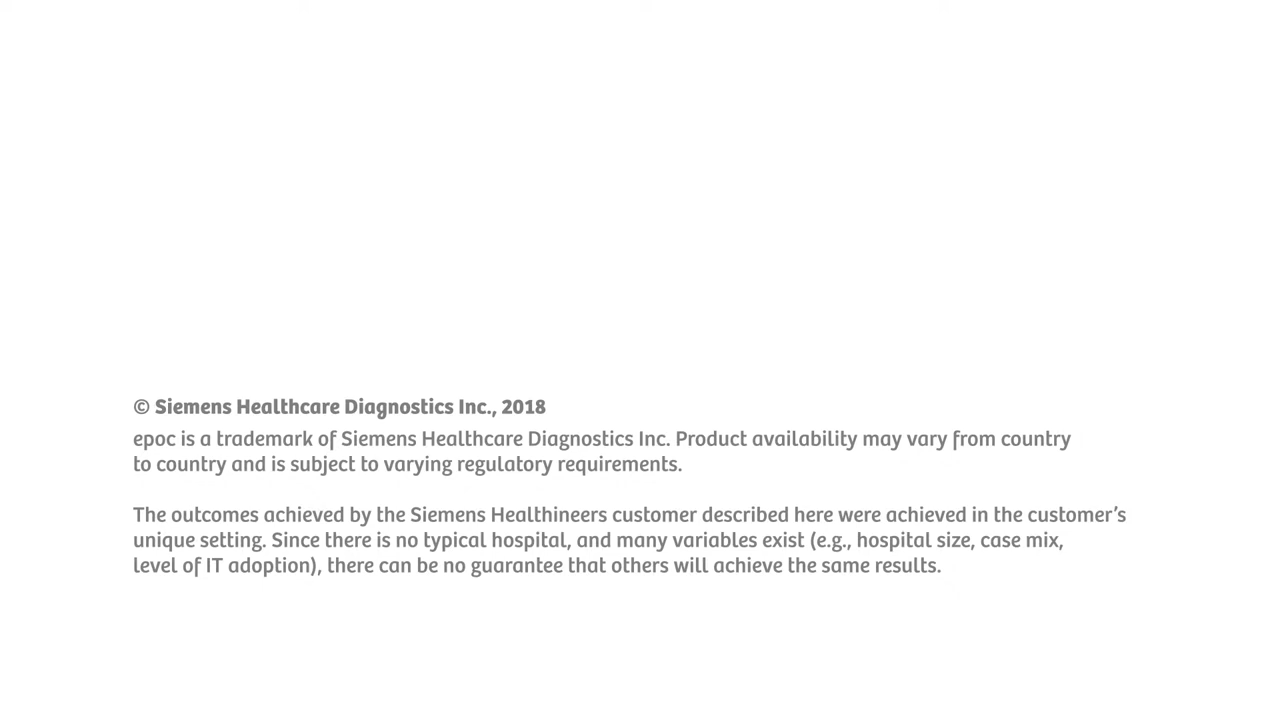 © Siemens Healthcare Diagnostics Inc., 2018
epoc is a trademark of Siemens Healthcare Diagnostics Inc. Product availability may vary from country
to country and is subject to varying regulatory requirements.
The outcomes achieved by the Siemens Healthineers customer described here were achieved in the customer’s
unique setting. Since there is no typical hospital, and many variables exist (e.g., hospital size, case mix,
level of IT adoption), there can be no guarantee that others will achieve the same results.